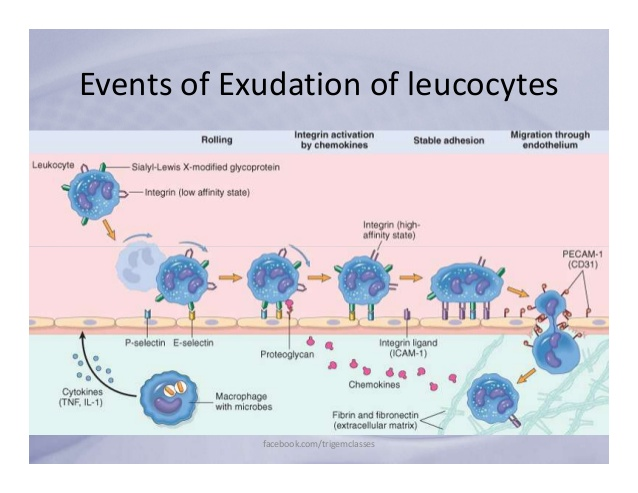 Events of Exudation of leucocytes
Rolling
Integrin activation
by chemokines
Stable adhesion
Migration through
endothelium
Leukocyte
Sialyl-Lewis X-modified glycoprotein
Integrin (low affinity state)
Integrin (high-
affinity state)
PECAM-1
(CD31)
P-selectin
E-selectin
Proteoglycan
Integrin ligand
(ICAM-1)
Cytokines
(TNF, IL-1)
Macrophage
with microbes
Chemokines
Fibrin and fibronectin
(extracellular matrix)
facebook.com/trigemclasses